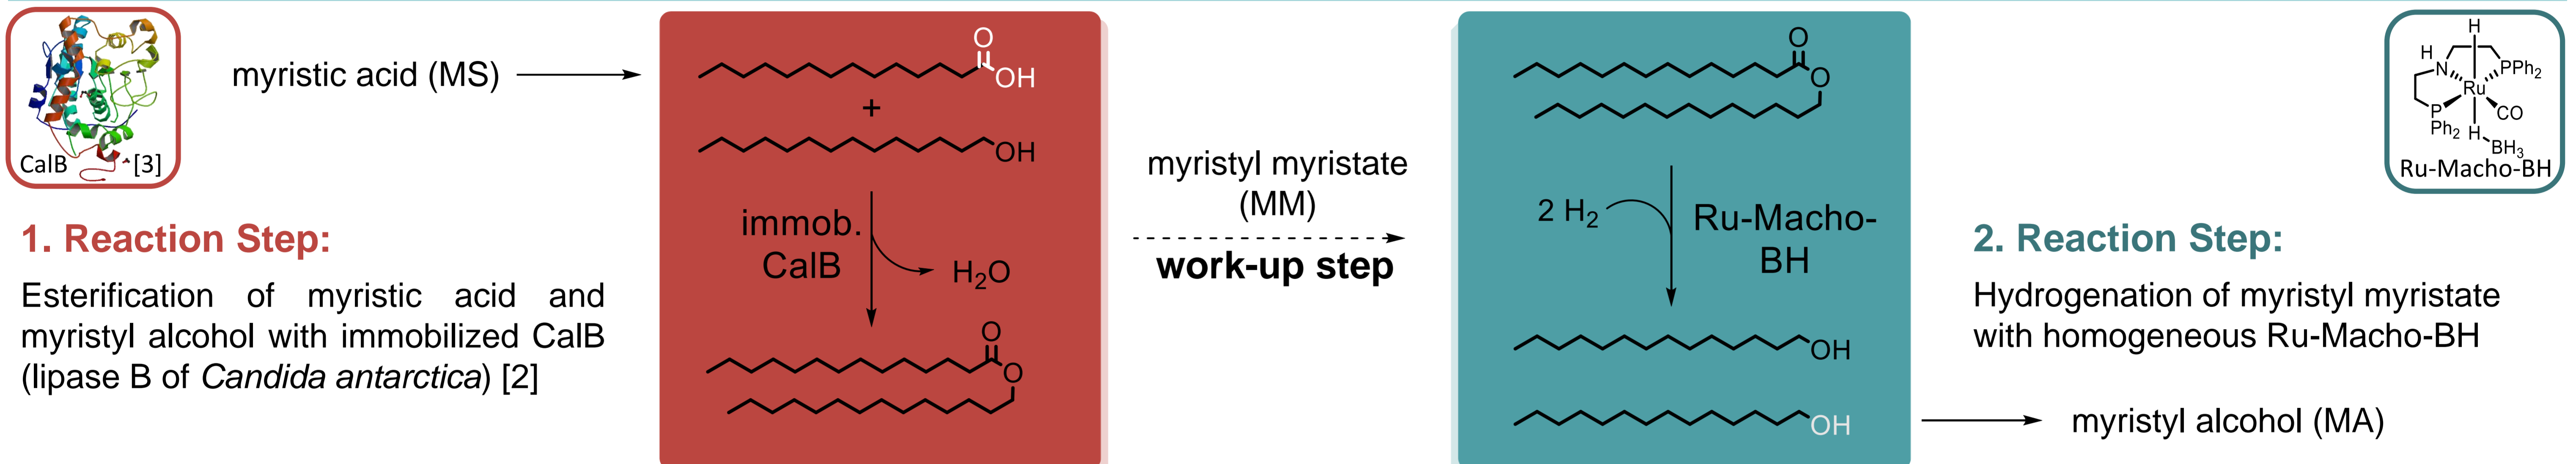 CalB
[3]
myristic acid (MS)
1. Reaction Step:
Esterification of myristic acid and
myristyl alcohol with immobilized CalB
(lipase B of Candida antarctica) [2]
O
OH
+
OH
immob.
CalB
H₂O
O
O
myristyl myristate
(MM)
work-up step
O
O
2 H₂
Ru-Macho-
BH
OH
OH
H
H
N
PPh₂
Ru
P
Ph₂
CO
H
BH₃
Ru-Macho-BH
2. Reaction Step:
Hydrogenation of myristyl myristate
with homogeneous Ru-Macho-BH
myristyl alcohol (MA)